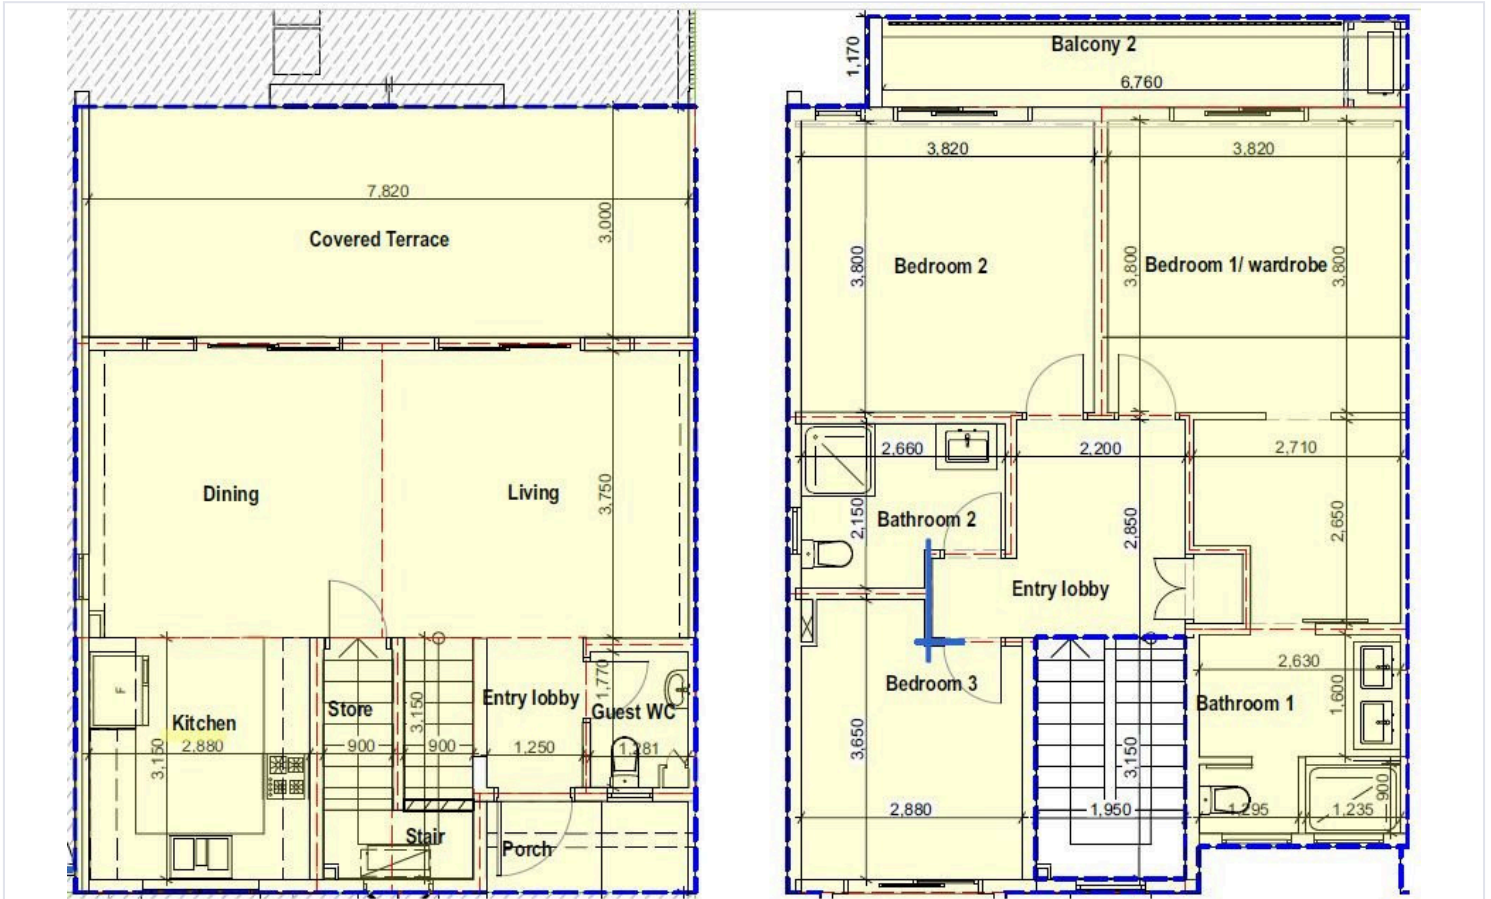 7,820
3,000
Covered Terrace
3,750
Dining
Living
F
Kitchen
3,150
2,880
Store
900
3,150
900
Entry lobby
1,250
1,770
Guest WC
1,281
Stair
Porch
1,170
Balcony 2
6,760
3,820
3,820
3,800
Bedroom 2
3,800
Bedroom 1/ wardrobe
3,800
2,660
2,200
2,710
2,150
Bathroom 2
2,850
2,650
Entry lobby
Bedroom 3
3,650
2,880
3,150
1,950
2,630
Bathroom 1
1,600
900
1,295
1,235